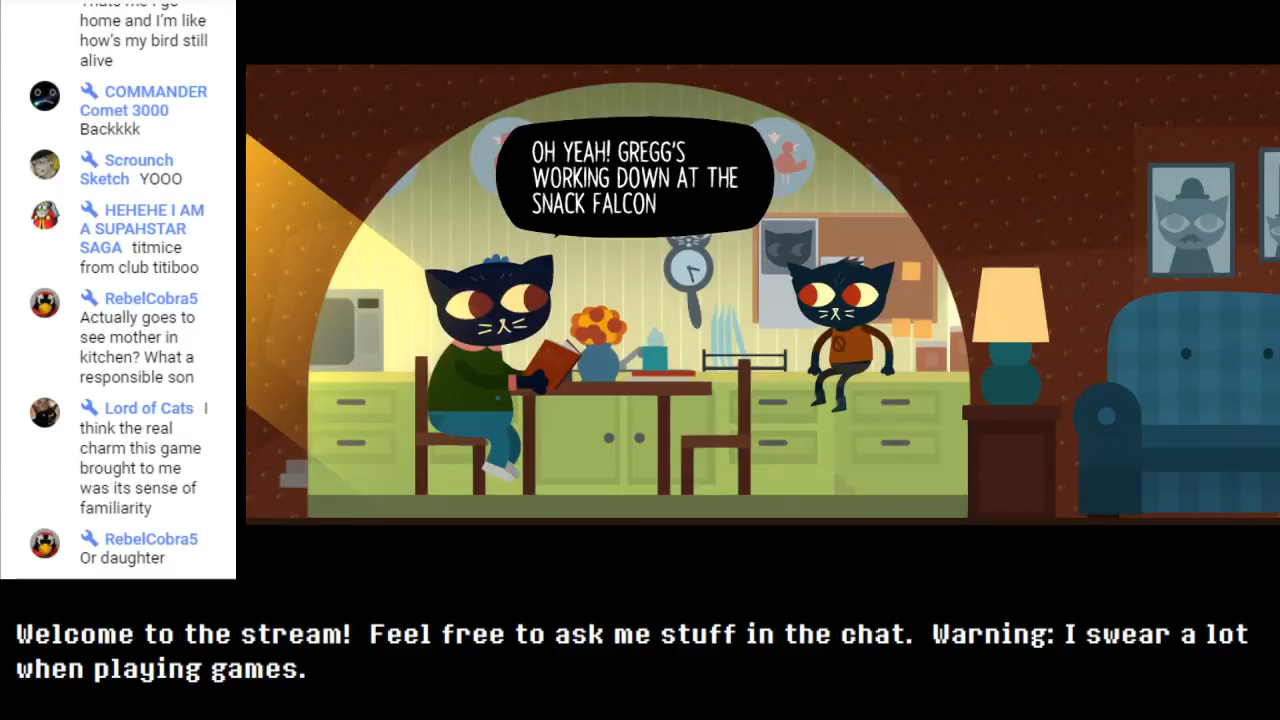 home and I'm like
how's my bird still
alive
COMMANDER
Comet 3000
Backkkk
Scrounch
Sketch YOOO
HEHEHE I AM
A SUPAHSTAR
SAGA titmice
from club titiboo
RebelCobra5
Actually goes to
see mother in
kitchen? What a
responsible son
Lord of Cats I
think the real
charm this game
brought to me
was its sense of
familiarity
RebelCobra5
Or daughter
OH YEAH! GREGG'S
WORKING DOWN AT THE
SNACK FALCON
Welcome to the stream! Feel free to ask me stuff in the chat. Warning: I swear a lot
when playing games.